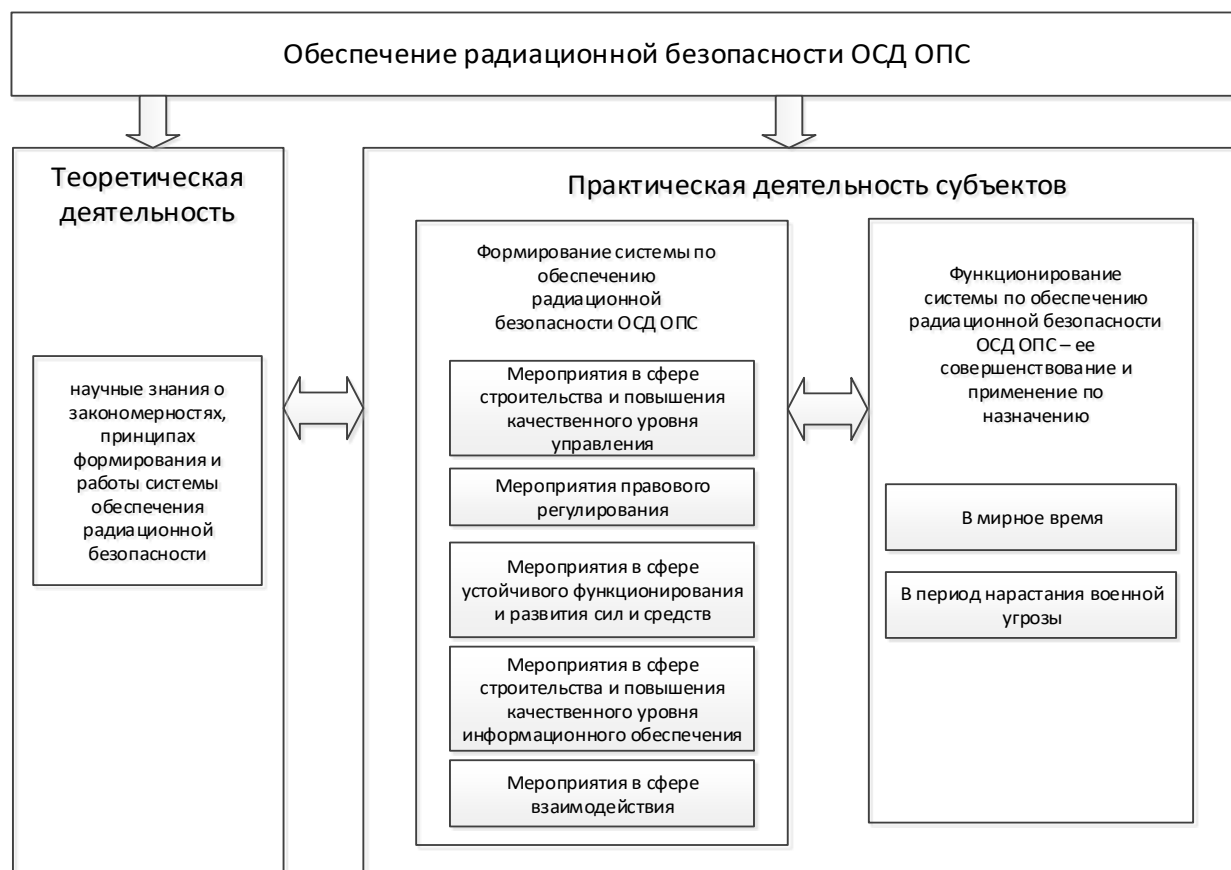 Обеспечение радиационной безопасности ОСД ОПС
Теоретическая
деятельность
научные знания о
закономерностях,
принципах
формирования и
работы системы
обеспечения
радиационной
безопасности
Практическая деятельность субъектов
Формирование системы по
обеспечению
радиационной
безопасности ОСД ОПС
Мероприятия в сфере
строительства и повышения
качественного уровня
управления
Мероприятия правового
регулирования
Мероприятия в сфере
устойчивого функционирования
и развития сил и средств
Мероприятия в сфере
строительства и повышения
качественного уровня
информационного обеспечения
Мероприятия в сфере
взаимодействия
Функционирование
системы по обеспечению
радиационной безопасности
ОСД ОПС – ее
совершенствование и
применение по
назначению
В мирное время
В период нарастания военной
угрозы